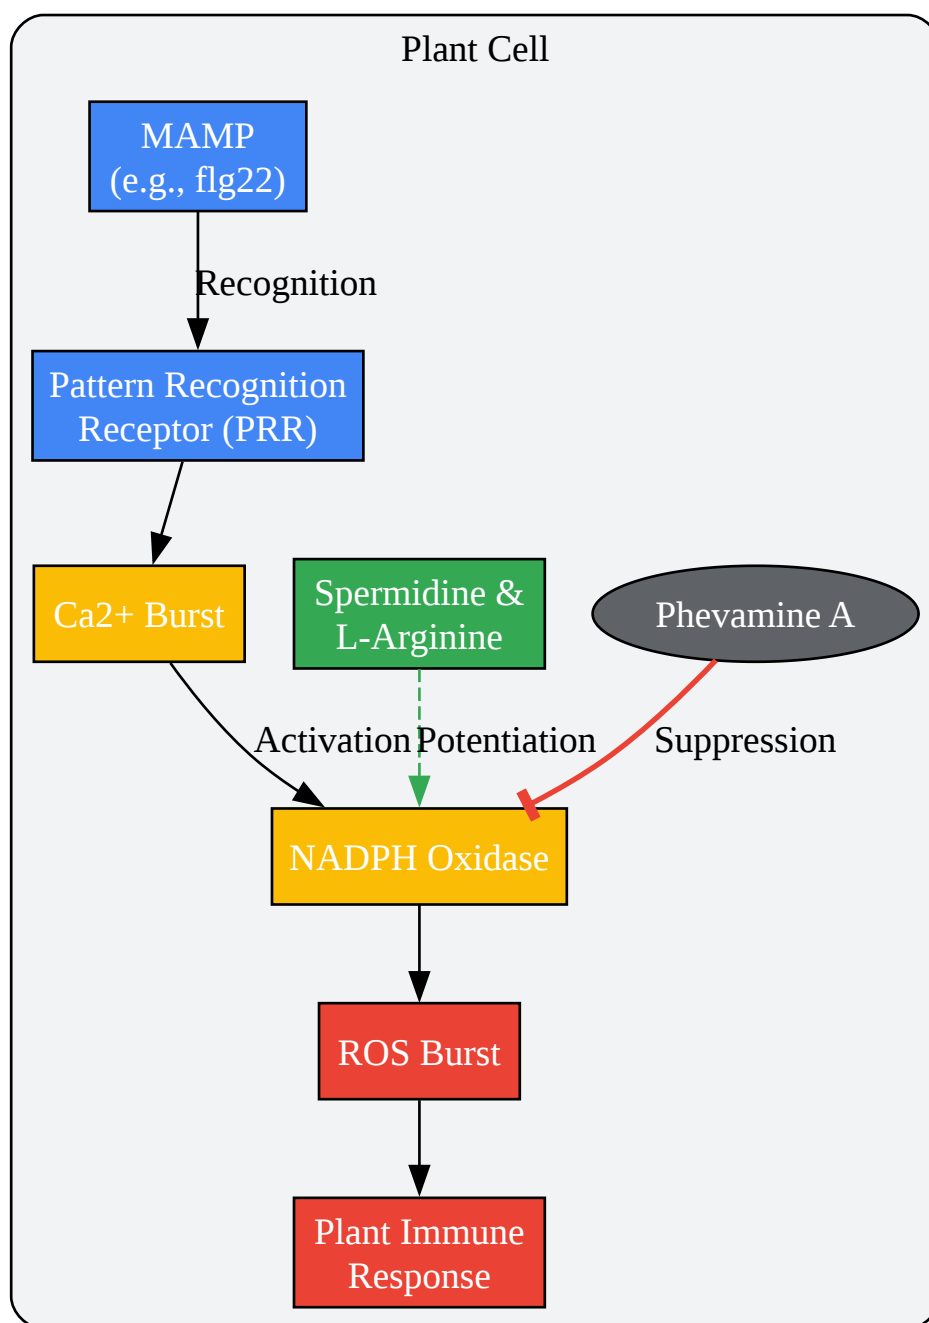 Plant Cell
MAMP
(e.g., flg22)
Recognition
Pattern Recognition
Receptor (PRR)
Ca2+ Burst
Spermidine &
L-Arginine
Phevamine A
Activation
Potentiation
Suppression
NADPH Oxidase
ROS Burst
Plant Immune
Response